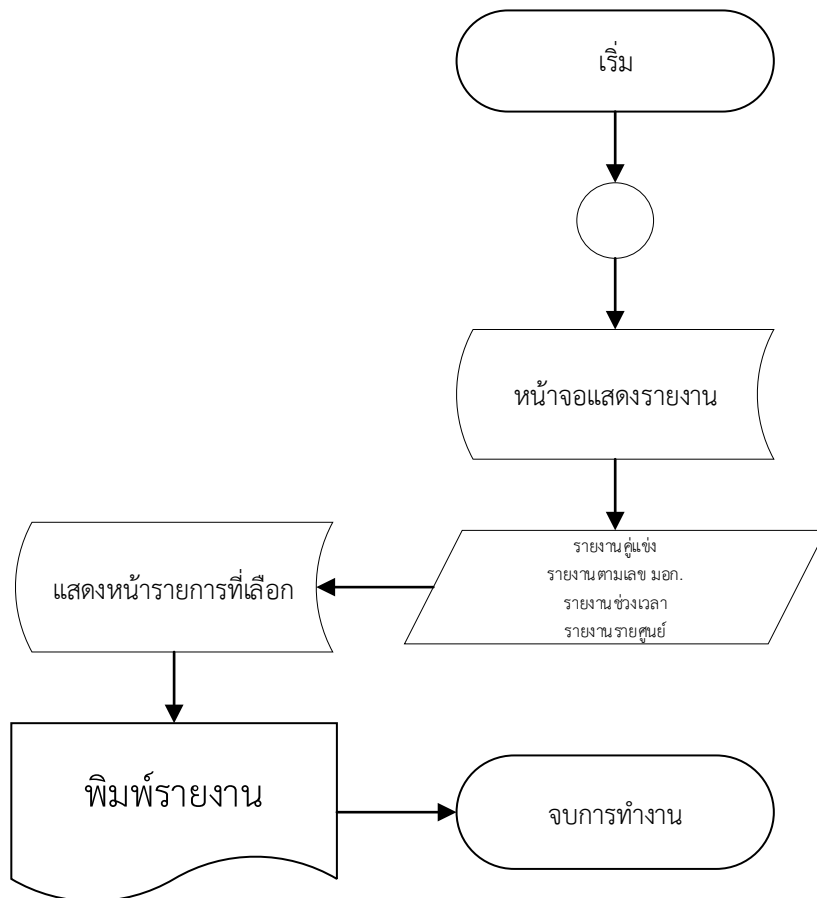 เริ่ม
หน้าจอแสดงรายงาน
รายงานคู่แข่ง
รายงานตามเลข มอก.
รายงานช่วงเวลา
รายงานรายศูนย์
แสดงหน้ารายการที่เลือก
พิมพ์รายงาน
จบการทำงาน